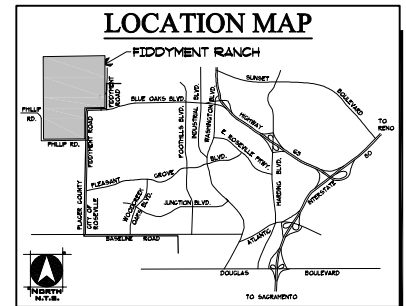 LOCATION MAP
FIDDYMENT RANCH
FIDDYMENT
ROAD
SUNSET
BOULEVARD
BLUE OAKS BLVD.
PHILLIP
RD.
PHILLIP RD.
FIDDYMENT ROAD
FOOTHILLS BLVD.
INDUSTRIAL BLVD.
WASHINGTON BLVD.
HIGHWAY
65
TO
RENO
80
INTERSTATE
E. ROSEVILLE PKWY.
HARDING BLVD.
PLEASANT GROVE BLVD.
WOODCREEK
OAKS BLVD.
JUNCTION BLVD.
PLACER COUNTY
CITY OF
ROSEVILLE
BASELINE ROAD
ATLANTIC
DOUGLAS BOULEVARD
TO SACRAMENTO
NORTH
N.T.E.